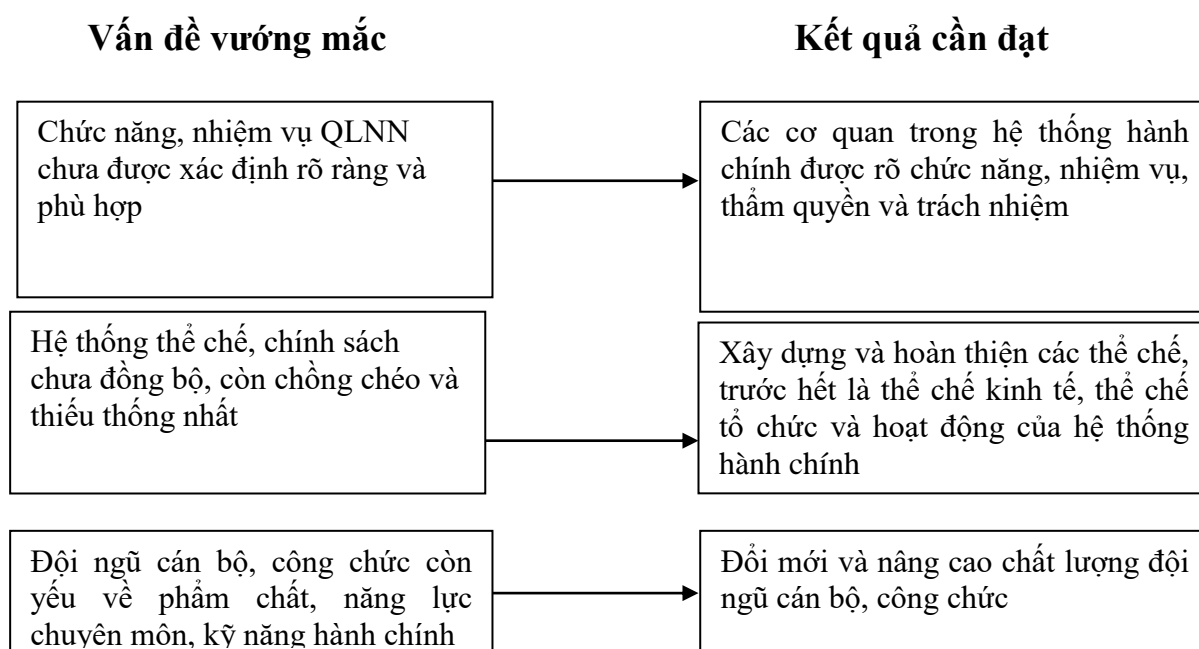 Vấn đề vướng mắc
Kết quả cần đạt
Chức năng, nhiệm vụ QLNN
chưa được xác định rõ ràng và
phù hợp
Các cơ quan trong hệ thống hành
chính được rõ chức năng, nhiệm vụ,
thẩm quyền và trách nhiệm
Hệ thống thể chế, chính sách
chưa đồng bộ, còn chồng chéo và
thiếu thống nhất
Xây dựng và hoàn thiện các thể chế,
trước hết là thể chế kinh tế, thể chế
tổ chức và hoạt động của hệ thống
hành chính
Đội ngũ cán bộ, công chức còn
yếu về phẩm chất, năng lực
chuyên môn, kỹ năng hành chính
Đổi mới và nâng cao chất lượng đội
ngũ cán bộ, công chức